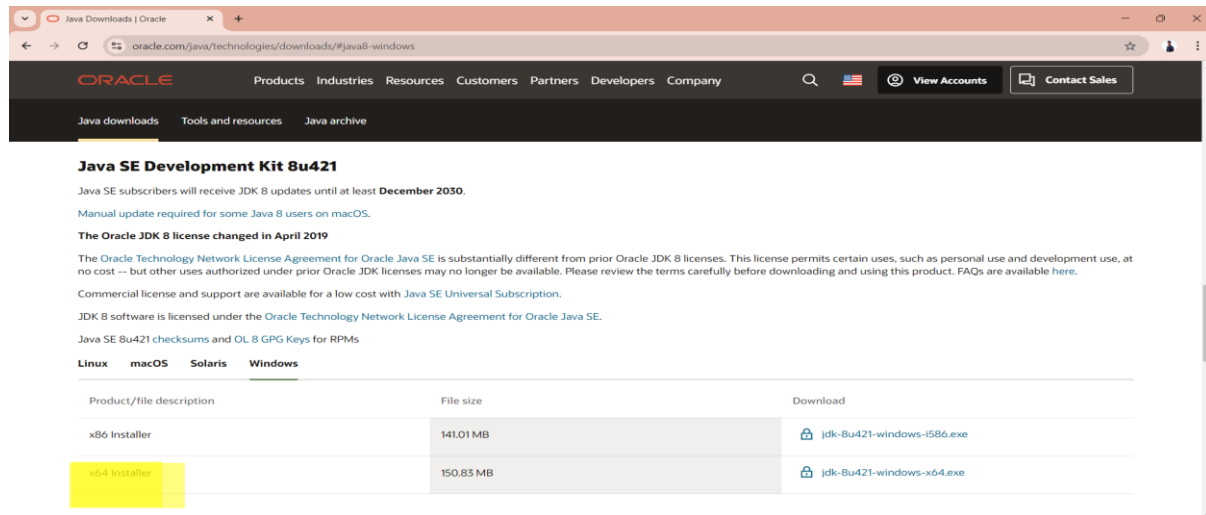 Java Downloads | Oracle
oracle.com/java/technologies/downloads/#java8-windows
ORACLE Products Industries Resources Customers Partners Developers Company View Accounts Contact Sales
Java downloads Tools and resources Java archive
Java SE Development Kit 8u421
Java SE subscribers will receive JDK 8 updates until at least December 2030.
Manual update required for some Java 8 users on macOS.
The Oracle JDK 8 license changed in April 2019
The Oracle Technology Network License Agreement for Oracle Java SE is substantially different from prior Oracle JDK 8 licenses. This license permits certain uses, such as personal use and development use, at
no cost -- but other uses authorized under prior Oracle JDK licenses may no longer be available. Please review the terms carefully before downloading and using this product. FAQs are available here.
Commercial license and support are available for a low cost with Java SE Universal Subscription.
JDK 8 software is licensed under the Oracle Technology Network License Agreement for Oracle Java SE.
Java SE 8u421 checksums and OL 8 GPG Keys for RPMs
Linux macOS Solaris Windows
Product/file description File size Download
x86 Installer 141.01 MB jdk-8u421-windows-i586.exe
x64 Installer 150.83 MB jdk-8u421-windows-x64.exe